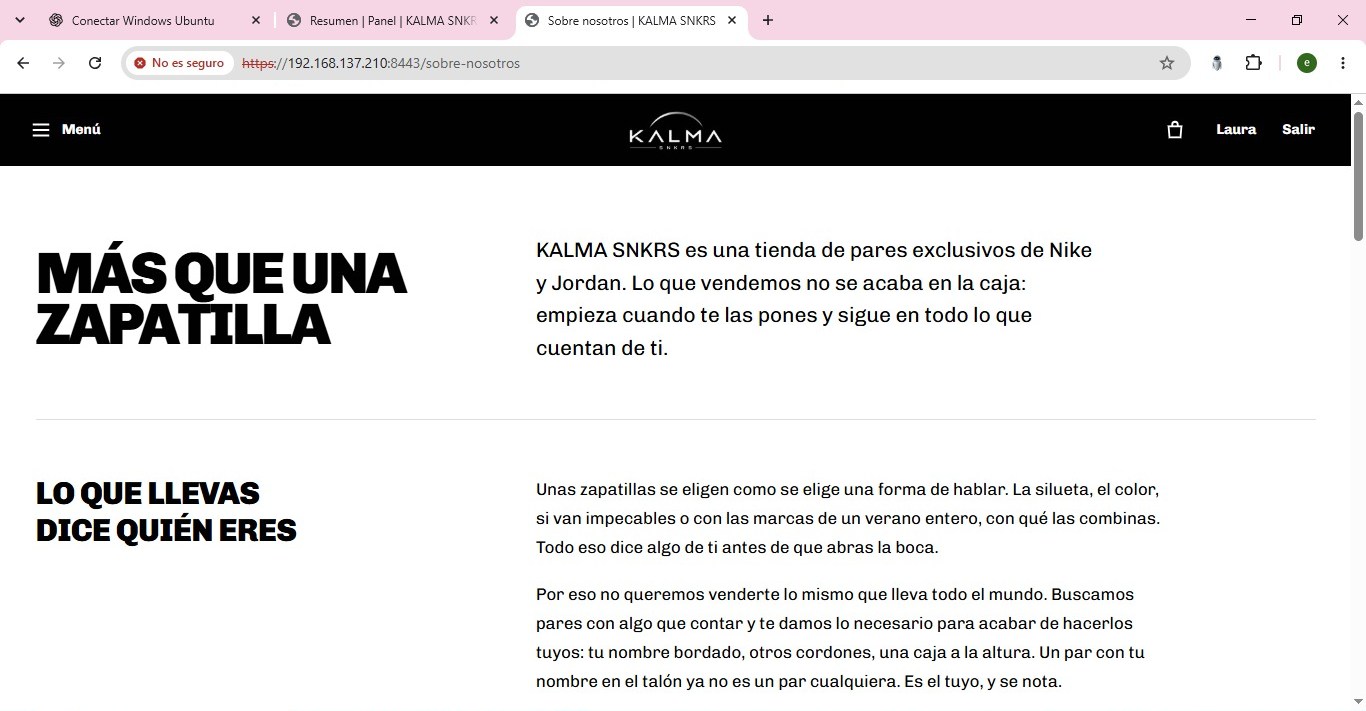 Conectar Windows Ubuntu
Resumen | Panel | KALMA SNKR
Sobre nosotros | KALMA SNKRS
No es seguro
https://192.168.137.210:8443/sobre-nosotros
e
Menú
KALMA
SNKRS
Laura
Salir
MÁS QUE UNA
ZAPATILLA
KALMA SNKRS es una tienda de pares exclusivos de Nike
y Jordan. Lo que vendemos no se acaba en la caja:
empieza cuando te las pones y sigue en todo lo que
cuentan de ti.
LO QUE LLEVAS
DICE QUIÉN ERES
Unas zapatillas se eligen como se elige una forma de hablar. La silueta, el color,
si van impecables o con las marcas de un verano entero, con qué las combinas.
Todo eso dice algo de ti antes de que abras la boca.
Por eso no queremos venderte lo mismo que lleva todo el mundo. Buscamos
pares con algo que contar y te damos lo necesario para acabar de hacerlos
tuyos: tu nombre bordado, otros cordones, una caja a la altura. Un par con tu
nombre en el talón ya no es un par cualquiera. Es el tuyo, y se nota.